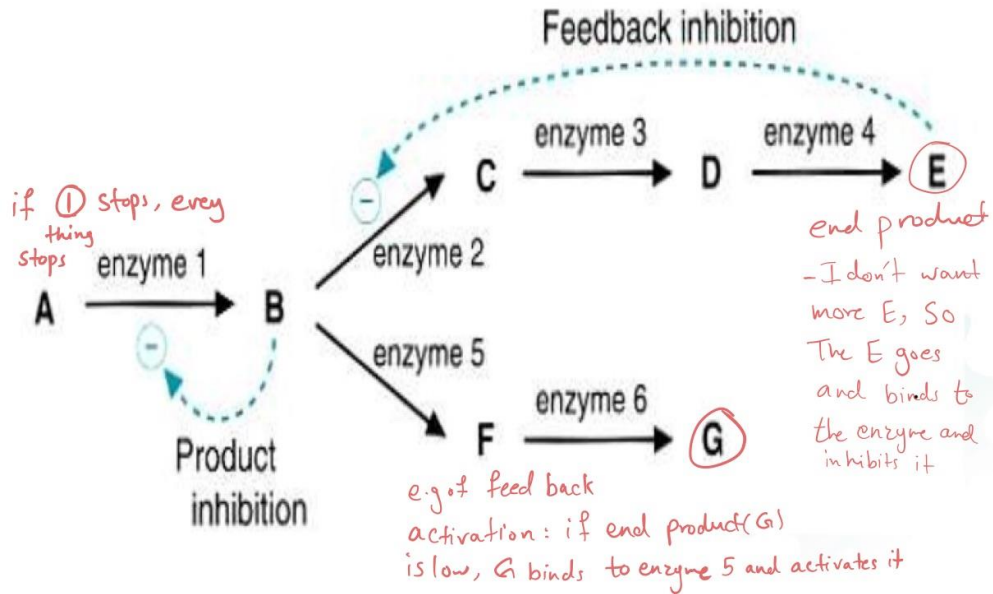 Feedback inhibition
enzyme 3
enzyme 4
C
D
E
if ① stops, every
thing
stops
−
enzyme 2
end product
- I don't want
more E, So
The E goes
and binds to
the enzyme and
inhibits it
enzyme 1
A
B
−
enzyme 5
enzyme 6
F
G
Product
inhibition
e.g of feed back
activation: if end product(G)
is low, G binds to enzyme 5 and activates it